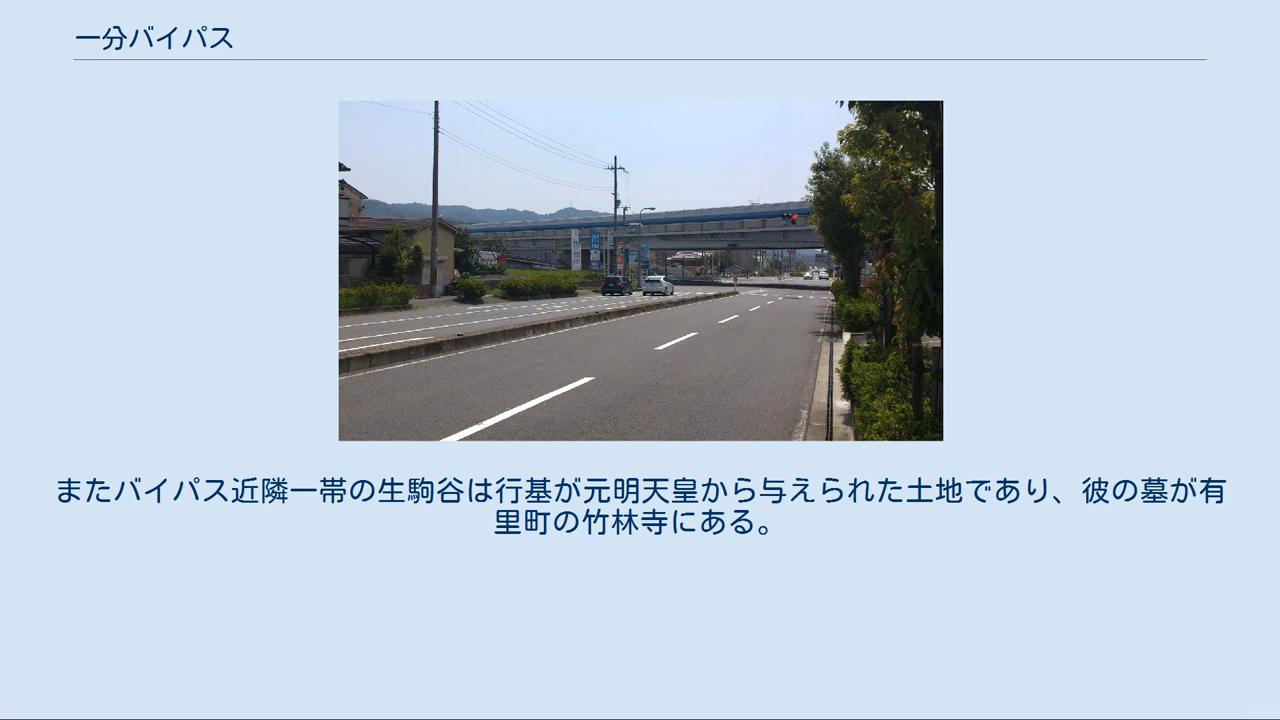 一分バイパス
またバイパス近隣一帯の生駒谷は行基が元明天皇から与えられた土地であり、彼の墓が有
里町の竹林寺にある。